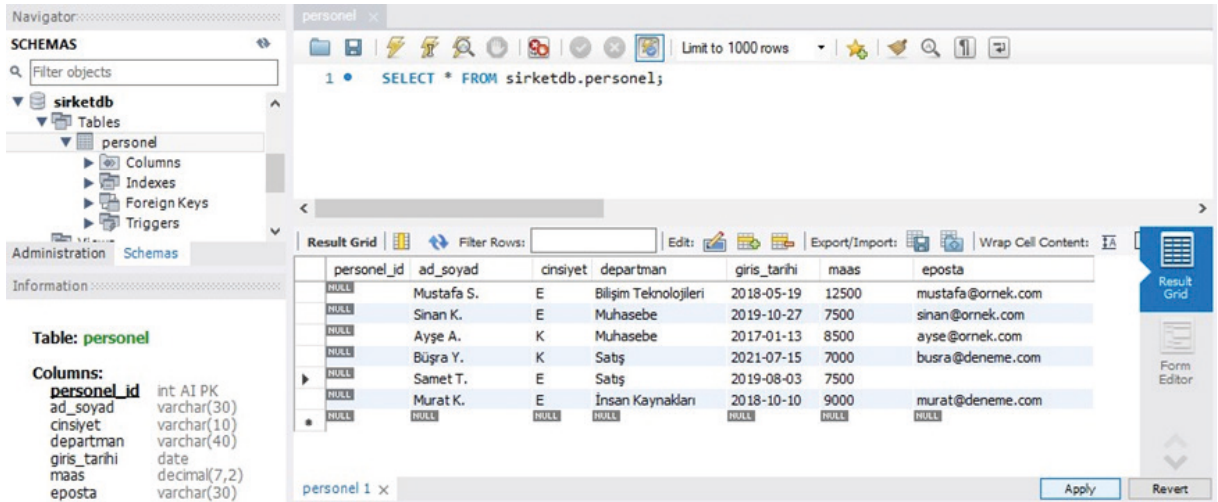 Navigator
SCHEMAS
Filter objects
sirketdb
Tables
personel
Columns
Indexes
Foreign Keys
Triggers
Views
Administration Schemas
Information
Table: personel
Columns:
personel_id int AI PK
ad_soyad varchar(30)
cinsiyet varchar(10)
departman varchar(40)
giris_tarihi date
maas decimal(7,2)
eposta varchar(30)
personel
Limit to 1000 rows
1 SELECT * FROM sirketdb.personel;
Result Grid Filter Rows: Edit: Export/Import: Wrap Cell Content:
personel_id ad_soyad cinsiyet departman giris_tarihi maas eposta
NULL Mustafa S. E Bilişim Teknolojileri 2018-05-19 12500 mustafa@ornek.com
NULL Sinan K. E Muhasebe 2019-10-27 7500 sinan@ornek.com
NULL Ayşe A. K Muhasebe 2017-01-13 8500 ayse@ornek.com
NULL Büşra Y. K Satış 2021-07-15 7000 busra@deneme.com
NULL Samet T. E Satış 2019-08-03 7500
NULL Murat K. E İnsan Kaynakları 2018-10-10 9000 murat@deneme.com
NULL NULL NULL NULL NULL NULL NULL
Result
Grid
Form
Editor
personel 1 Apply Revert